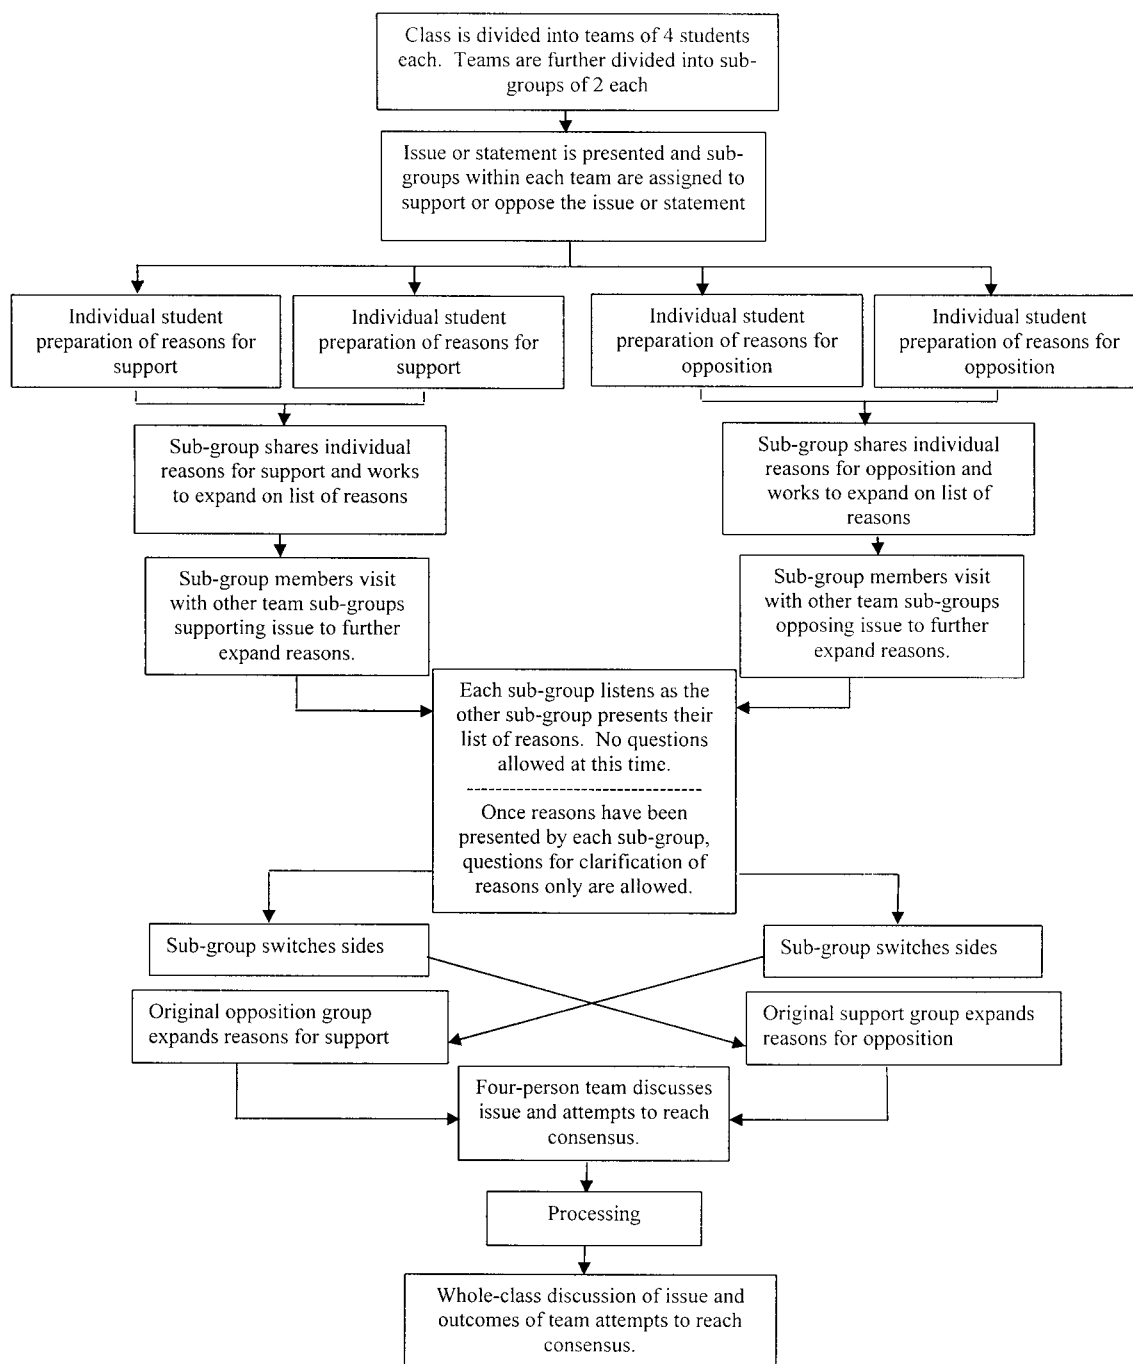 Class is divided into teams of 4 students
each. Teams are further divided into sub-
groups of 2 each
Issue or statement is presented and sub-
groups within each team are assigned to
support or oppose the issue or statement
Individual student
preparation of reasons for
support
Individual student
preparation of reasons for
support
Individual student
preparation of reasons for
opposition
Individual student
preparation of reasons for
opposition
Sub-group shares individual
reasons for support and works
to expand on list of reasons
Sub-group shares individual
reasons for opposition and
works to expand on list of
reasons
Sub-group members visit
with other team sub-groups
supporting issue to further
expand reasons.
Sub-group members visit
with other team sub-groups
opposing issue to further
expand reasons.
Each sub-group listens as the
other sub-group presents their
list of reasons. No questions
allowed at this time.
Once reasons have been
presented by each sub-group,
questions for clarification of
reasons only are allowed.
Sub-group switches sides
Sub-group switches sides
Original opposition group
expands reasons for support
Original support group expands
reasons for opposition
Four-person team discusses
issue and attempts to reach
consensus.
Processing
Whole-class discussion of issue and
outcomes of team attempts to reach
consensus.